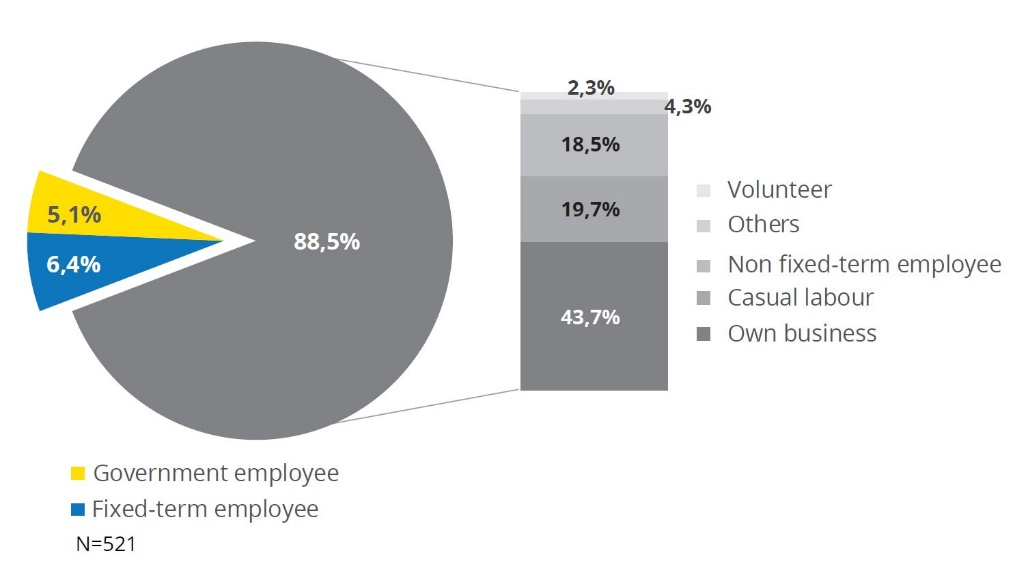 2,3%
4,3%
18,5%
19,7%
43,7%
5,1%
6,4%
88,5%
Volunteer
Others
Non fixed-term employee
Casual labour
Own business
Government employee
Fixed-term employee
N=521